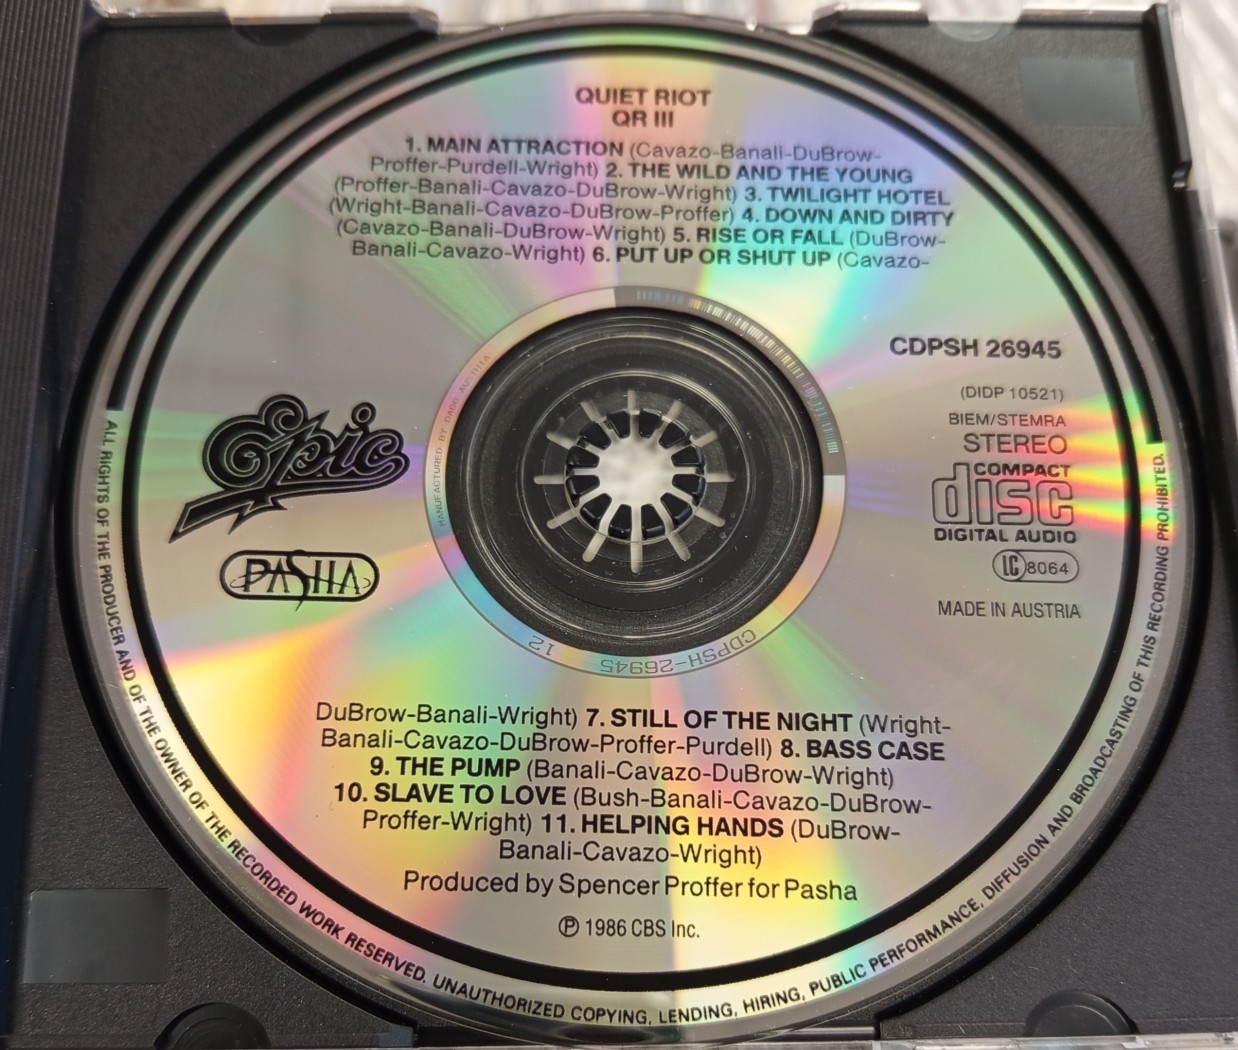 QUIET RIOT
QR III
1. MAIN ATTRACTION (Cavazo-Banali-DuBrow-
Proffer-Purdell-Wright) 2. THE WILD AND THE YOUNG
(Proffer-Banali-Cavazo-DuBrow-Wright) 3. TWILIGHT HOTEL
(Wright-Banali-Cavazo-DuBrow-Proffer) 4. DOWN AND DIRTY
(Cavazo-Banali-DuBrow-Wright) 5. RISE OR FALL (DuBrow-
Banali-Cavazo-Wright) 6. PUT UP OR SHUT UP (Cavazo-
CDPSH 26945
(DIDP 10521)
BIEM/STEMRA
STEREO
COMPACT
disc
DIGITAL AUDIO
LC 8064
MADE IN AUSTRIA
Epic
PASHA
MANUFACTURED BY DADC AUSTRIA
CDPSH-26945 12
DuBrow-Banali-Wright) 7. STILL OF THE NIGHT (Wright-
Banali-Cavazo-DuBrow-Proffer-Purdell) 8. BASS CASE
9. THE PUMP (Banali-Cavazo-DuBrow-Wright)
10. SLAVE TO LOVE (Bush-Banali-Cavazo-DuBrow-
Proffer-Wright) 11. HELPING HANDS (DuBrow-
Banali-Cavazo-Wright)
Produced by Spencer Proffer for Pasha
℗ 1986 CBS Inc.
ALL RIGHTS OF THE PRODUCER AND OF THE OWNER OF THE RECORDED WORK RESERVED. UNAUTHORIZED COPYING, LENDING, HIRING, PUBLIC PERFORMANCE, DIFFUSION AND BROADCASTING OF THIS RECORDING PROHIBITED.